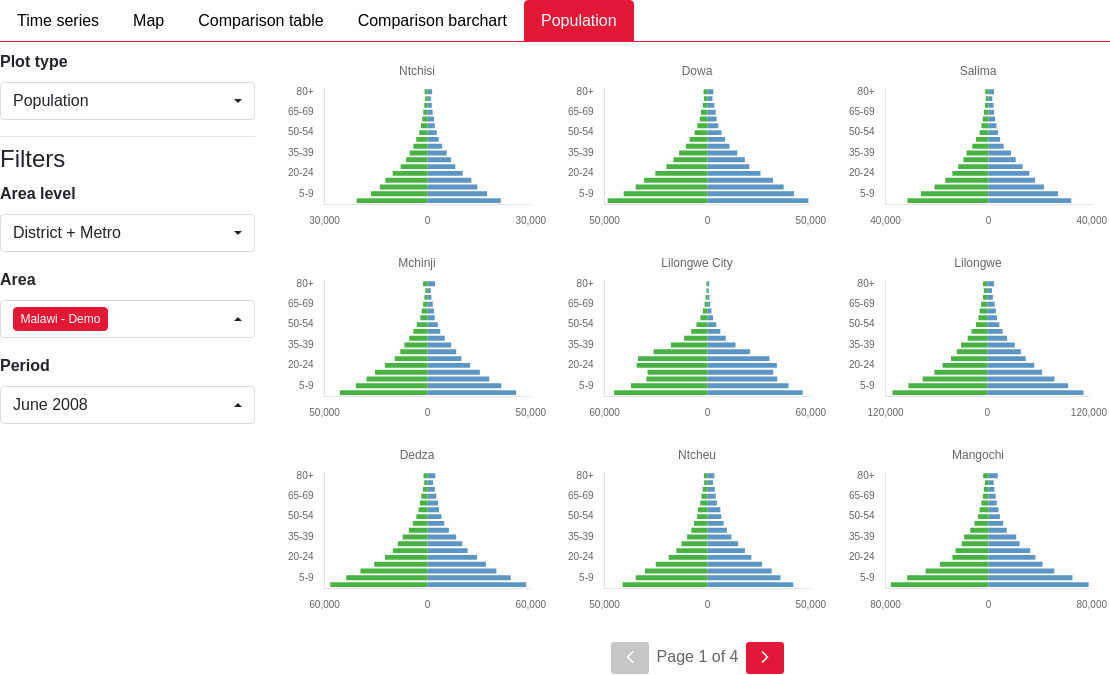 Time series Map Comparison table Comparison barchart Population
Plot type
Population
Filters
Area level
District + Metro
Area
Malawi - Demo
Period
June 2008
Ntchisi
80+
65-69
50-54
35-39
20-24
5-9
30,000 0 30,000
Dowa
80+
65-69
50-54
35-39
20-24
5-9
50,000 0 50,000
Salima
80+
65-69
50-54
35-39
20-24
5-9
40,000 0 40,000
Mchinji
80+
65-69
50-54
35-39
20-24
5-9
50,000 0 50,000
Lilongwe City
80+
65-69
50-54
35-39
20-24
5-9
60,000 0 60,000
Lilongwe
80+
65-69
50-54
35-39
20-24
5-9
120,000 0 120,000
Dedza
80+
65-69
50-54
35-39
20-24
5-9
60,000 0 60,000
Ntcheu
80+
65-69
50-54
35-39
20-24
5-9
50,000 0 50,000
Mangochi
80+
65-69
50-54
35-39
20-24
5-9
80,000 0 80,000
Page 1 of 4